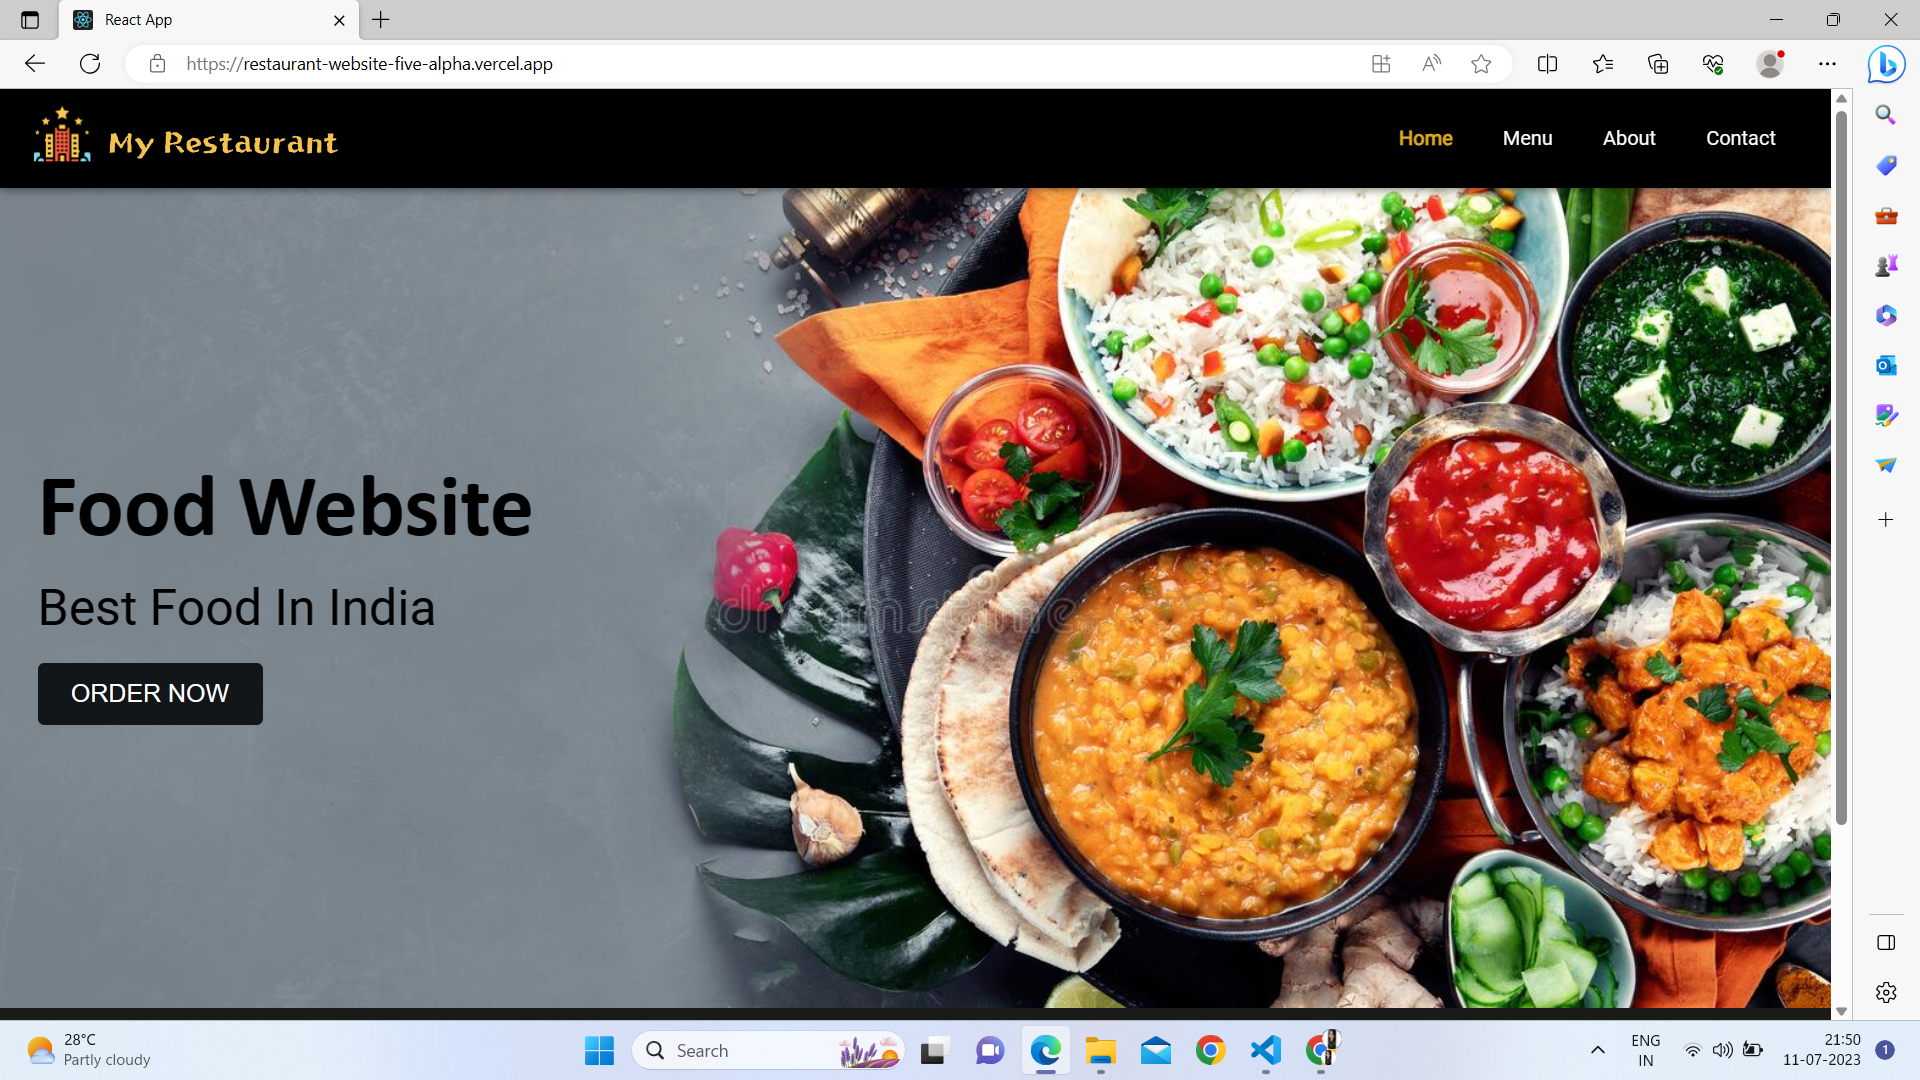 React App
https://restaurant-website-five-alpha.vercel.app
My Restaurant
Home Menu About Contact
Food Website
Best Food In India
ORDER NOW
dreamstime
28°C
Partly cloudy
Search
ENG
IN
21:50
11-07-2023
1